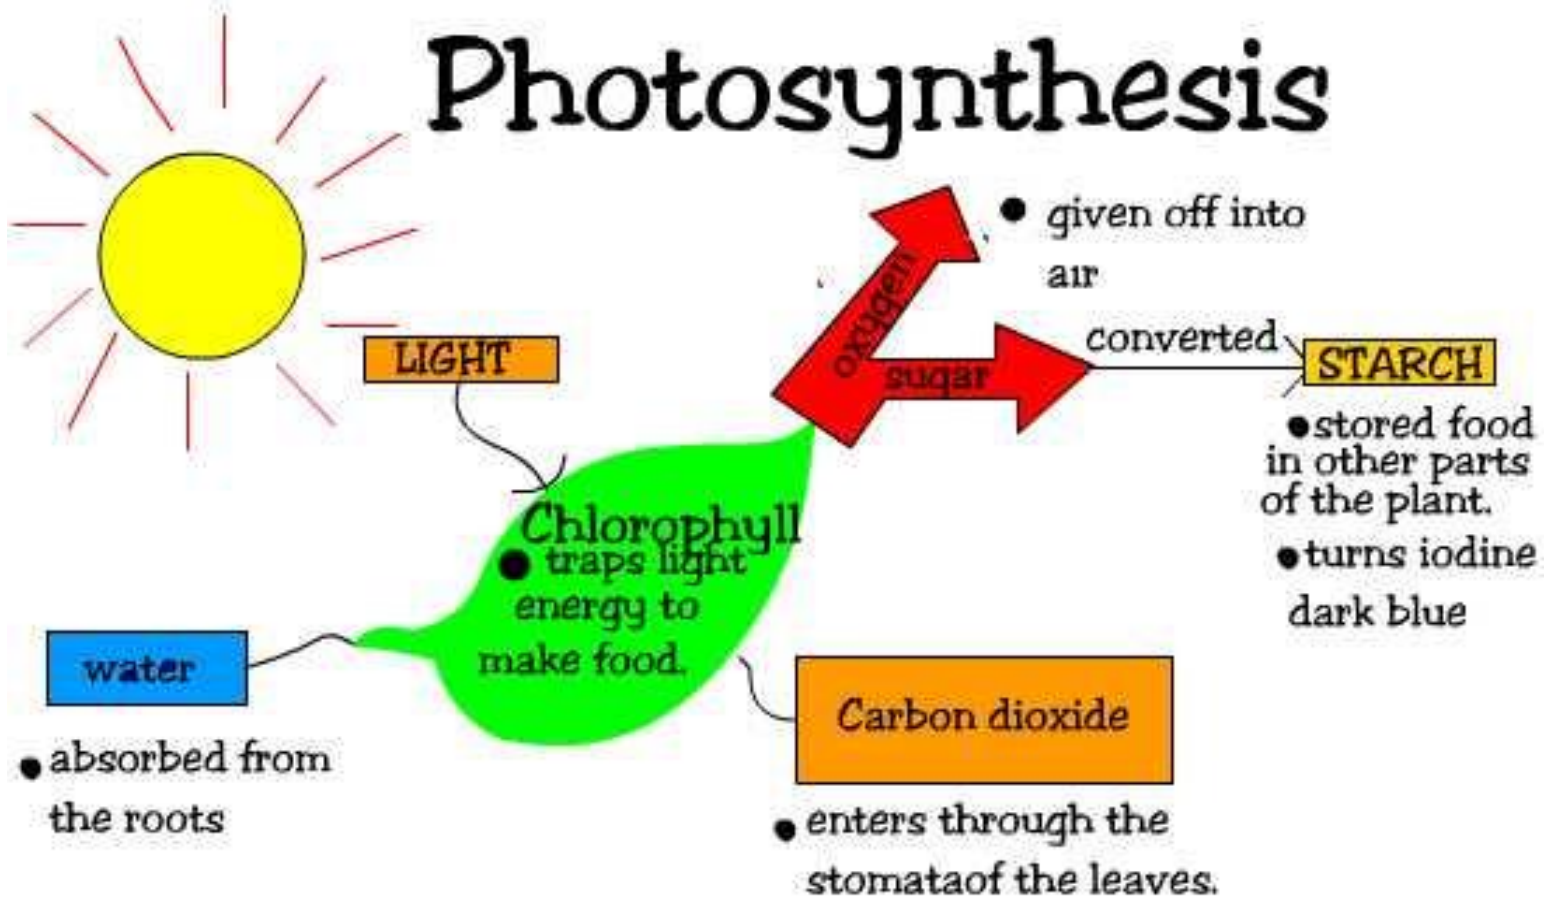 Photosynthesis
given off into
air
oxygen
sugar
converted
STARCH
stored food
in other parts
of the plant.
turns iodine
dark blue
LIGHT
Chlorophyll
traps light
energy to
make food.
water
absorbed from
the roots
Carbon dioxide
enters through the
stomataof the leaves.